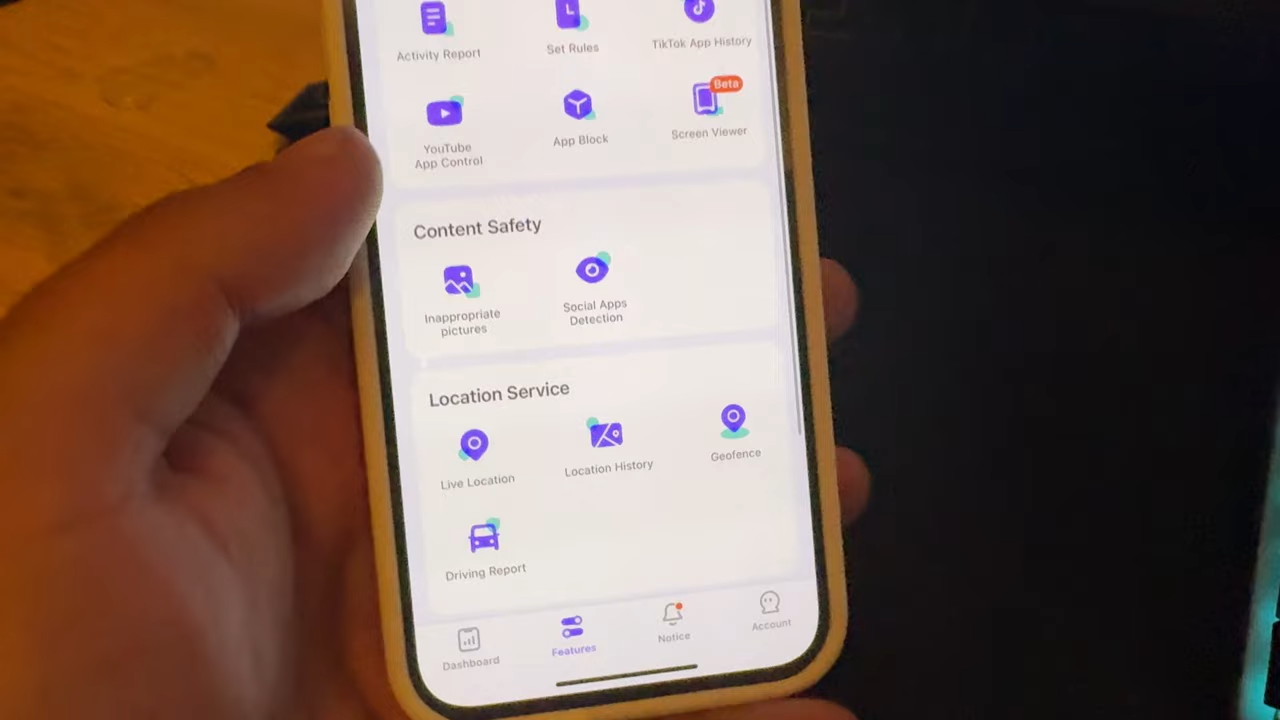 Activity Report
Set Rules
TikTok App History
YouTube
App Control
App Block
Beta
Screen Viewer
Content Safety
Inappropriate
pictures
Social Apps
Detection
Location Service
Live Location
Location History
Geofence
Driving Report
Dashboard
Features
Notice
Account